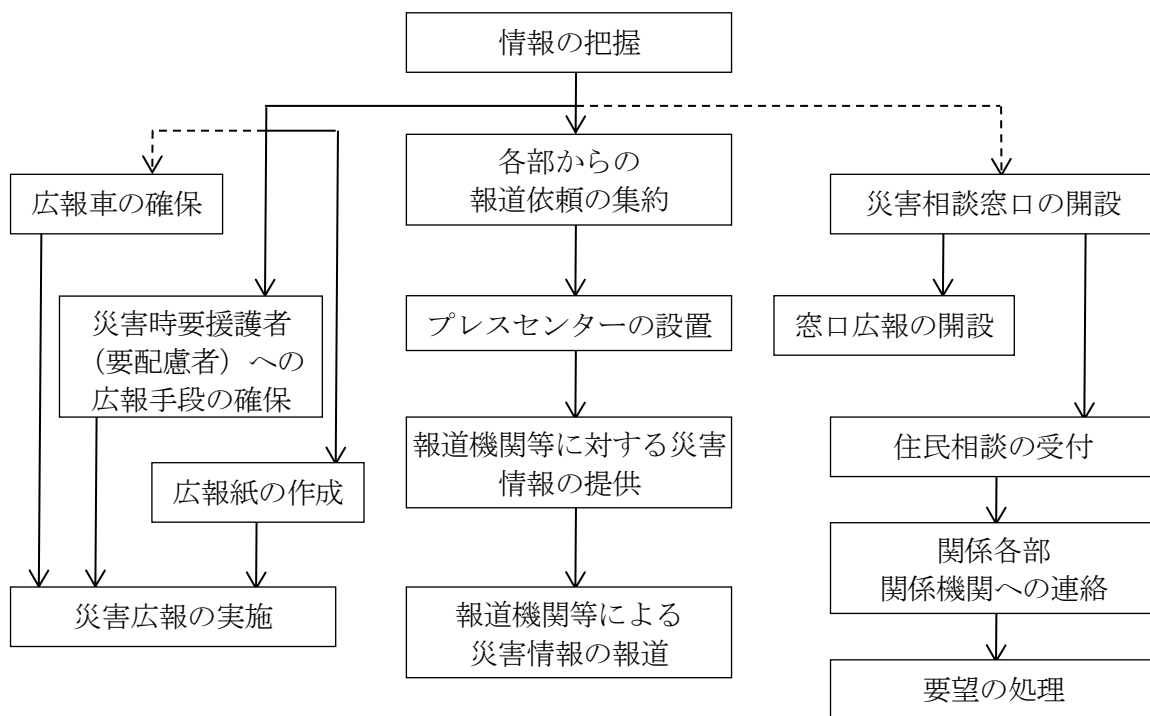 情報の把握
各部からの
報道依頼の集約
広報車の確保
災害相談窓口の開設
災害時要援護者
（要配慮者）への
広報手段の確保
プレスセンターの設置
窓口広報の開設
報道機関等に対する災害
情報の提供
住民相談の受付
広報紙の作成
関係各部
関係機関への連絡
災害広報の実施
報道機関等による
災害情報の報道
要望の処理